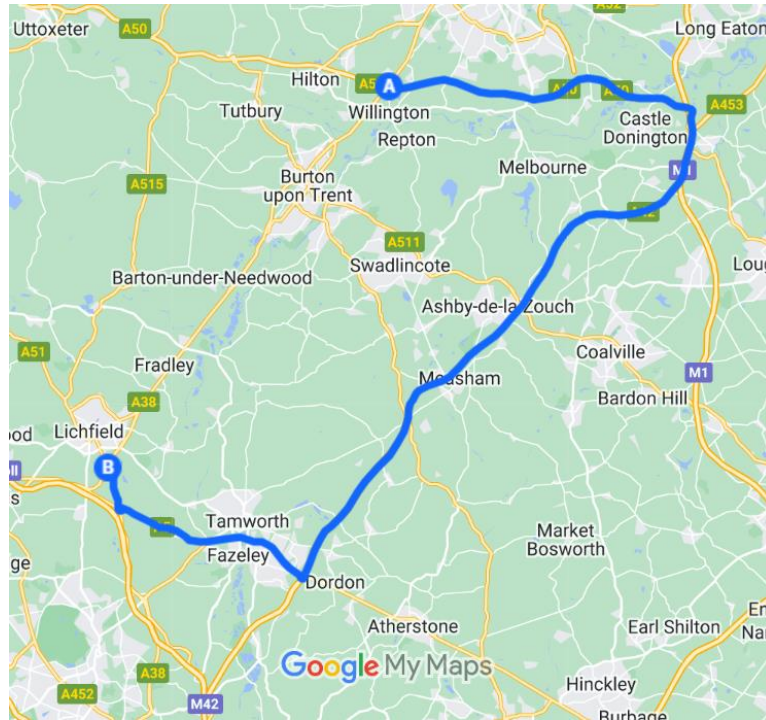 Uttoxeter
A50
A52
Long Eaton
Hilton
A
A50
A453
Tutbury
Willington
Castle
Donington
Repton
Melbourne
M1
Burton
upon Trent
A515
A511
Swadlincote
Barton-under-Needwood
Ashby-de-la-Zouch
A51
Coalville
Fradley
Measham
M1
Bardon Hill
A38
Lichfield
B
Tamworth
Fazeley
Market
Bosworth
Dordon
Atherstone
Earl Shilton
Google My Maps
A38
A452
M42
Hinckley
Burbage